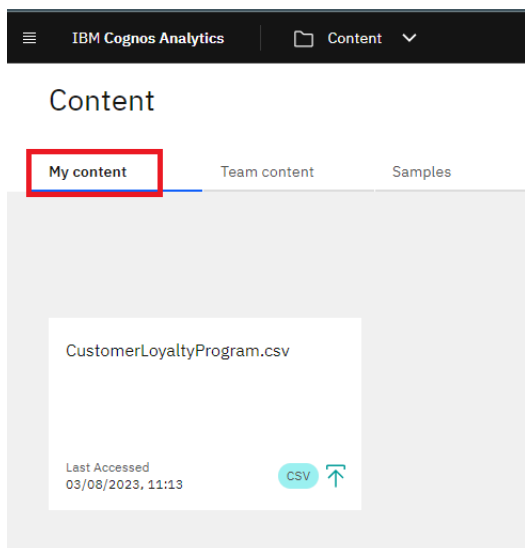 IBM Cognos Analytics Content
Content
My content Team content Samples
CustomerLoyaltyProgram.csv
Last Accessed
03/08/2023, 11:13 CSV